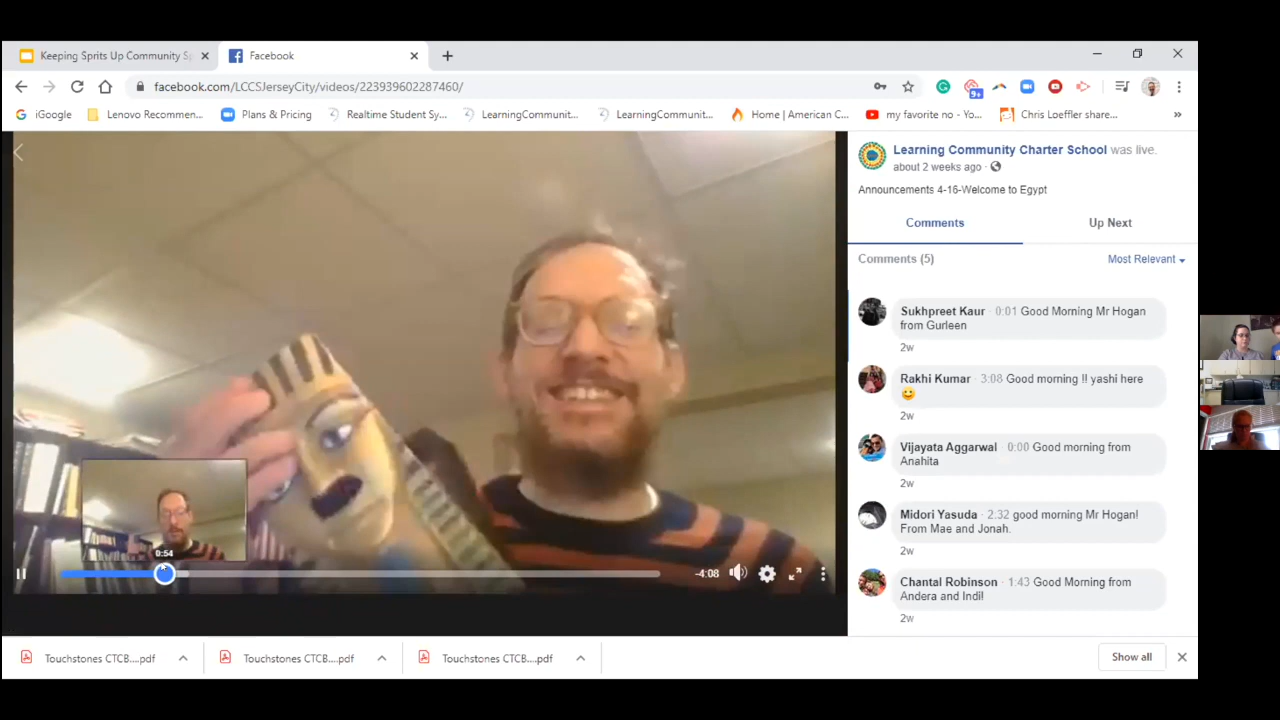 Keeping Sprits Up Community Sp
Facebook
facebook.com/LCCSJerseyCity/videos/223939602287460/
9+
iGoogle
Lenovo Recommen...
Plans & Pricing
Realtime Student Sy...
LearningCommunit...
LearningCommunit...
Home | American C...
my favorite no - Yo...
Chris Loeffler share...
»
Learning Community Charter School was live.
about 2 weeks ago
Announcements 4-16-Welcome to Egypt
Comments
Up Next
Comments (5)
Most Relevant
Sukhpreet Kaur · 0:01 Good Morning Mr Hogan
from Gurleen
2w
Rakhi Kumar · 3:08 Good morning !! yashi here
2w
Vijayata Aggarwal · 0:00 Good morning from
Anahita
2w
Midori Yasuda · 2:32 good morning Mr Hogan!
From Mae and Jonah.
2w
Chantal Robinson · 1:43 Good Morning from
Andera and Indi!
2w
0:54
-4:08
Touchstones CTCB....pdf
Touchstones CTCB....pdf
Touchstones CTCB....pdf
Show all